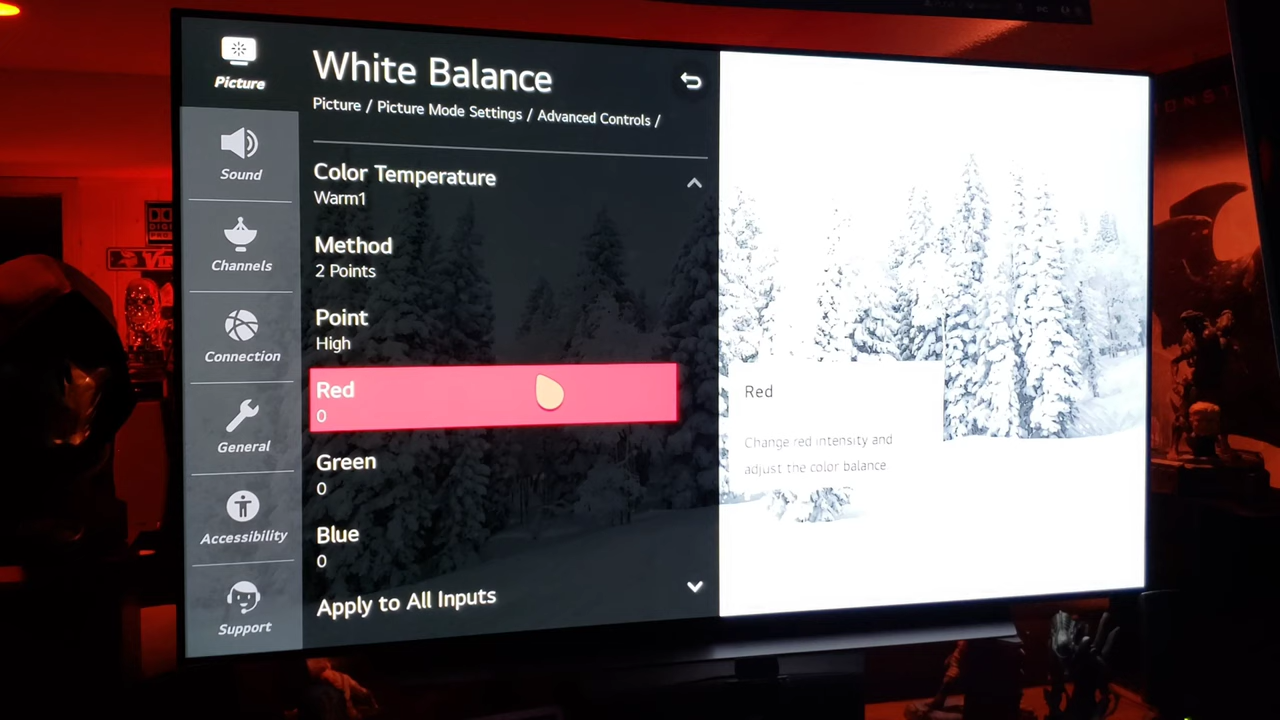 PC
Picture
Sound
Channels
Connection
General
Accessibility
Support
White Balance
Picture / Picture Mode Settings / Advanced Controls /
Color Temperature
Warm1
Method
2 Points
Point
High
Red
0
Green
0
Blue
0
Apply to All Inputs
Red
Change red intensity and
adjust the color balance